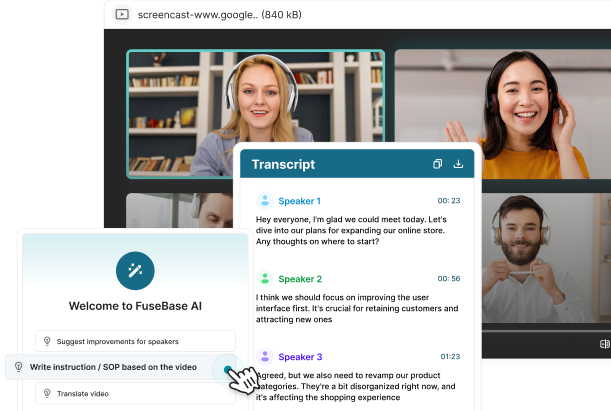 screencast-www.google.. (840 kB)
Transcript
Speaker 1
00: 23
Hey everyone, I'm glad we could meet today. Let's
dive into our plans for expanding our online store.
Any thoughts on where to start?
Speaker 2
00: 56
I think we should focus on improving the user
interface first. It's crucial for retaining customers and
attracting new ones
Speaker 3
01:23
Agreed, but we also need to revamp our product
categories. They're a bit disorganized right now, and
it's affecting the shopping experience
Welcome to FuseBase AI
Suggest improvements for speakers
Write instruction / SOP based on the video
Translate video